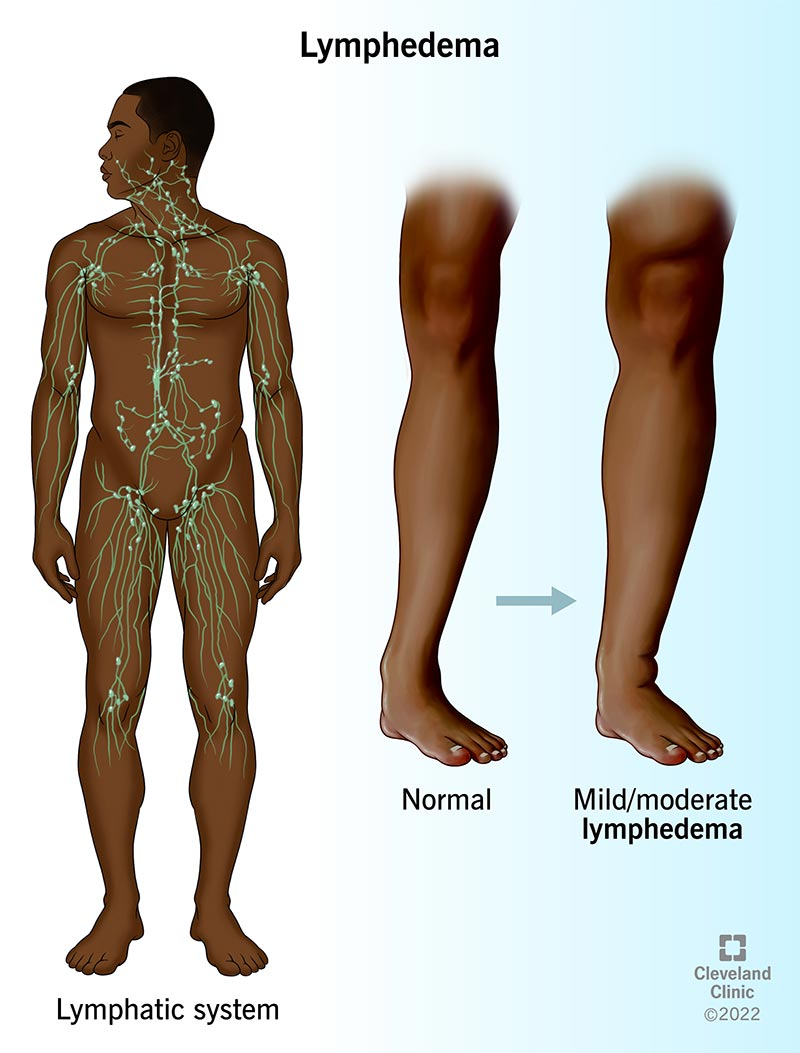 Lymphedema
Normal
Mild/moderate
lymphedema
Lymphatic system
Cleveland
Clinic
©2022